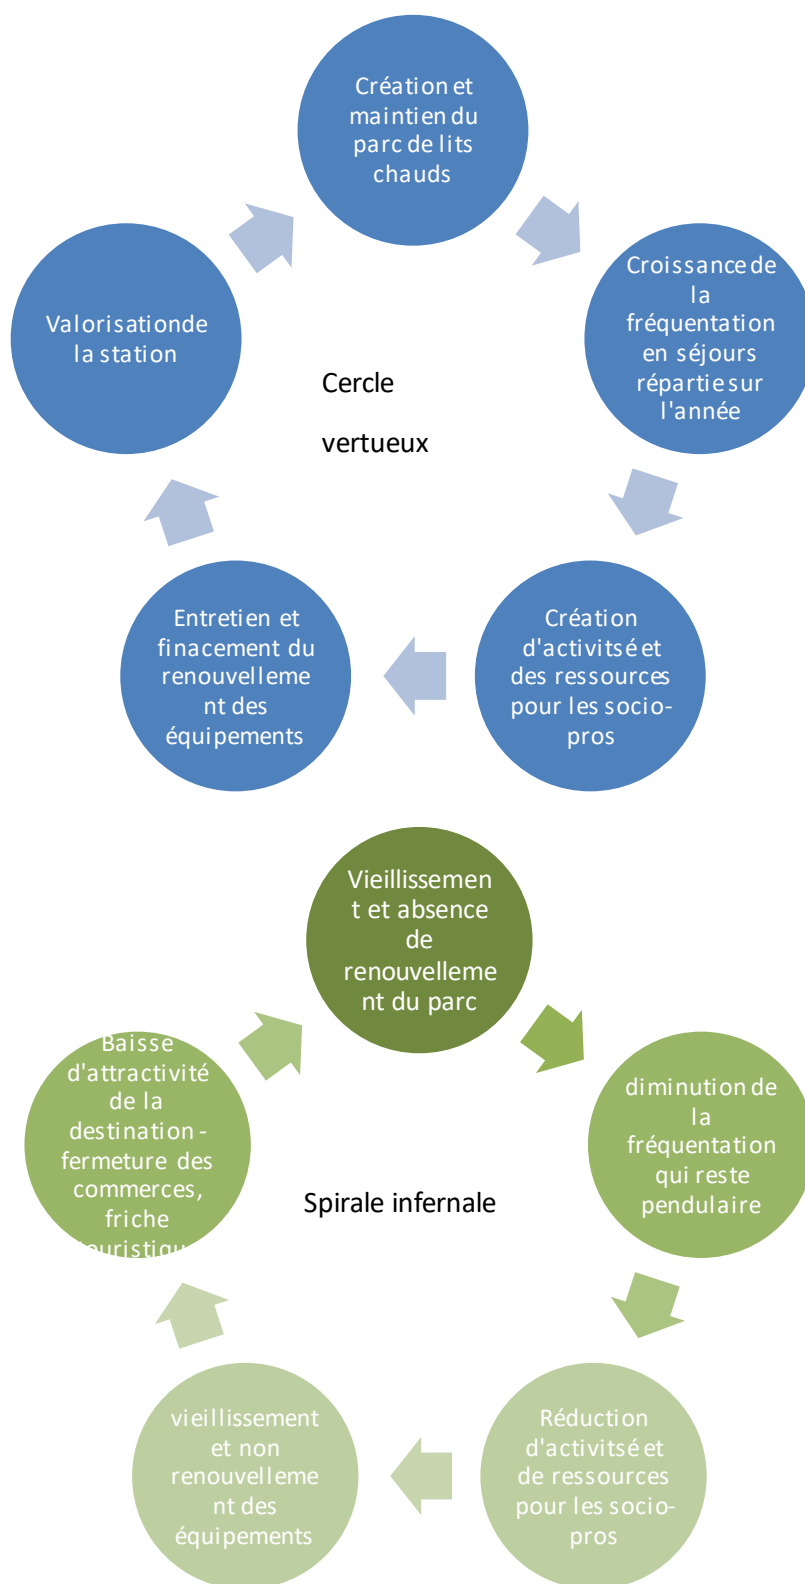 Création et
maintien du
parc de lits
chauds
Croissance de
la
fréquentation
en séjours
répartie sur
l'année
Valorisationde
la station
Cercle
vertueux
Entretien et
finacement du
renouvelleme
nt des
équipements
Création
d'activitsé et
des ressources
pour les socio-
pros
Vieillissemen
t et absence
de
renouvelleme
nt du parc
Baisse
d'attractivité
de la
destination -
fermeture des
commerces,
friche
touristique
diminution de
la
fréquentation
qui reste
pendulaire
Spirale infernale
vieillissement
et non
renouvelleme
nt des
équipements
Réduction
d'activitsé et
de ressources
pour les socio-
pros